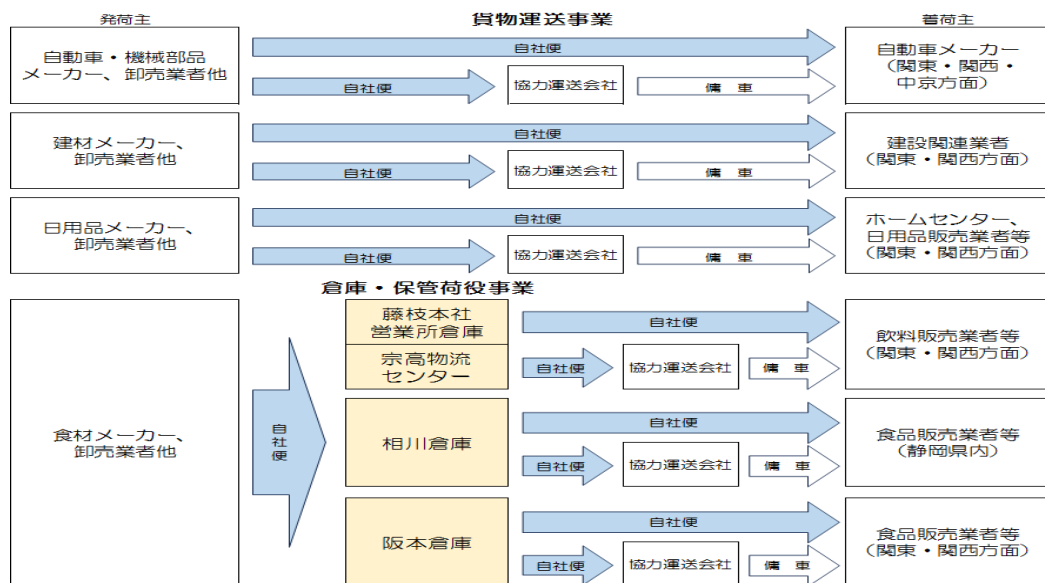 発荷主
貨物運送事業
着荷主
自動車・機械部品
メーカー、卸売業者他
自社便
自社便
協力運送会社
傭 車
自動車メーカー
(関東・関西・
中京方面)
建材メーカー、
卸売業者他
自社便
自社便
協力運送会社
傭 車
建設関連業者
(関東・関西方面)
日用品メーカー、
卸売業者他
自社便
自社便
協力運送会社
傭 車
ホームセンター、
日用品販売業者等
(関東・関西方面)
倉庫・保管荷役事業
食材メーカー、
卸売業者他
自社便
藤枝本社
営業所倉庫
宗高物流
センター
自社便
自社便
協力運送会社
傭 車
飲料販売業者等
(関東・関西方面)
相川倉庫
自社便
自社便
協力運送会社
傭 車
食品販売業者等
(静岡県内)
阪本倉庫
自社便
自社便
協力運送会社
傭 車
食品販売業者等
(関東・関西方面)